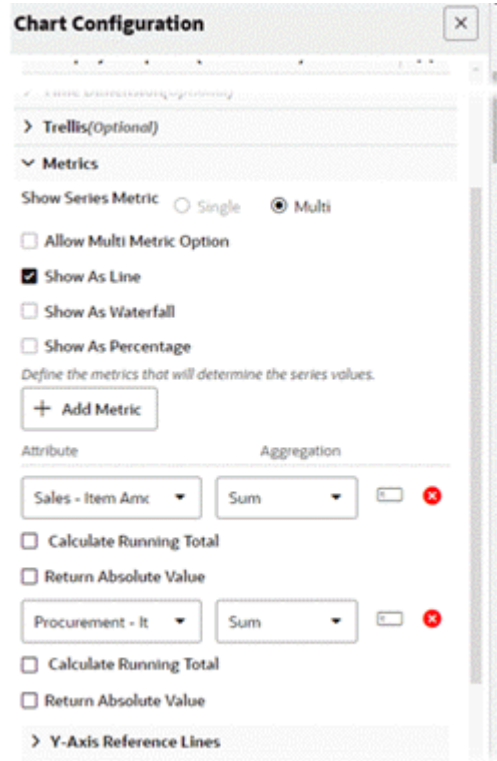 Chart Configuration
Time Dimension(Optional)
Trellis(Optional)
Metrics
Show Series Metric Single Multi
Allow Multi Metric Option
Show As Line
Show As Waterfall
Show As Percentage
Define the metrics that will determine the series values.
+ Add Metric
Attribute Aggregation
Sales - Item Amc Sum
Calculate Running Total
Return Absolute Value
Procurement - It Sum
Calculate Running Total
Return Absolute Value
Y-Axis Reference Lines